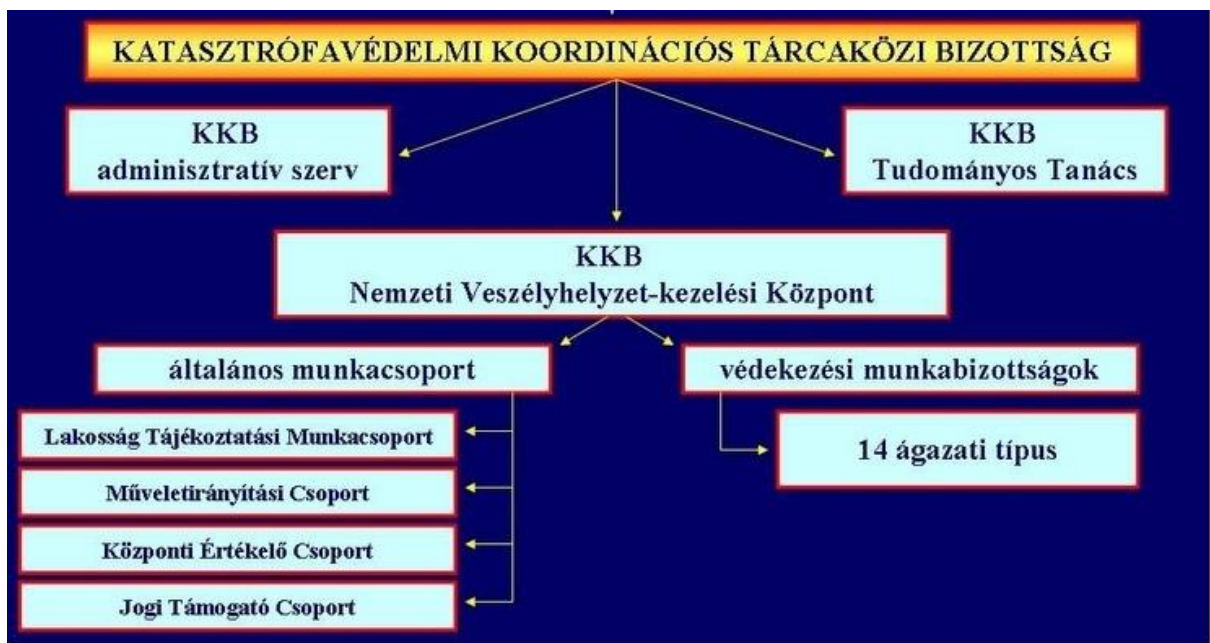 KATASZTRÓFAVÉDELMI KOORDINÁCIÓS TÁRCAKÖZI BIZOTTSÁG
KKB
adminisztratív szerv
KKB
Tudományos Tanács
KKB
Nemzeti Veszélyhelyzet-kezelési Központ
általános munkacsoport
védekezési munkabizottságok
Lakosság Tájékoztatási Munkacsoport
Műveletirányítási Csoport
Központi Értékelő Csoport
Jogi Támogató Csoport
14 ágazati típus